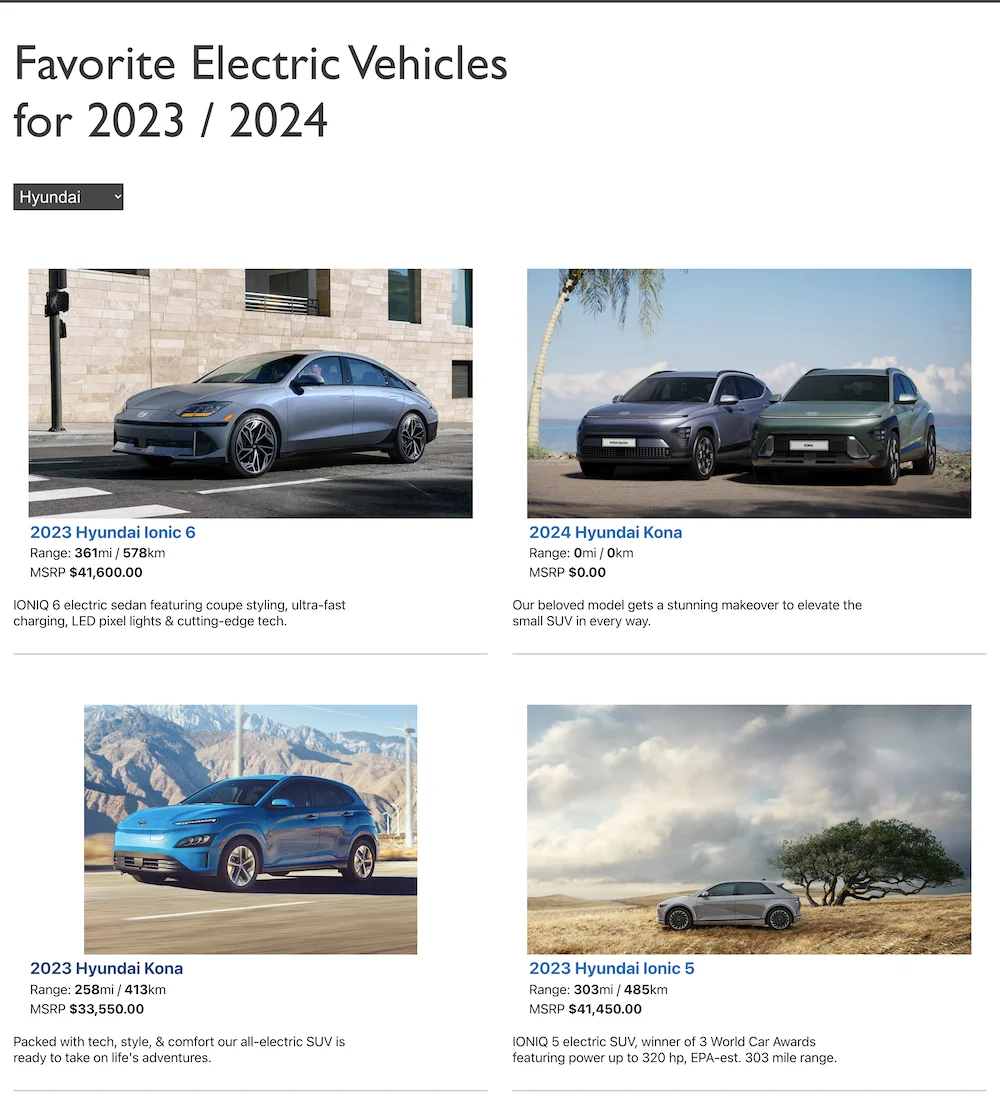 Favorite Electric Vehicles
for 2023 / 2024
Hyundai
2023 Hyundai Ionic 6
Range: 361mi / 578km
MSRP $41,600.00
IONIQ 6 electric sedan featuring coupe styling, ultra-fast
charging, LED pixel lights & cutting-edge tech.
KONA Electric
KONA
2024 Hyundai Kona
Range: 0mi / 0km
MSRP $0.00
Our beloved model gets a stunning makeover to elevate the
small SUV in every way.
2023 Hyundai Kona
Range: 258mi / 413km
MSRP $33,550.00
Packed with tech, style, & comfort our all-electric SUV is
ready to take on life's adventures.
2023 Hyundai Ionic 5
Range: 303mi / 485km
MSRP $41,450.00
IONIQ 5 electric SUV, winner of 3 World Car Awards
featuring power up to 320 hp, EPA-est. 303 mile range.